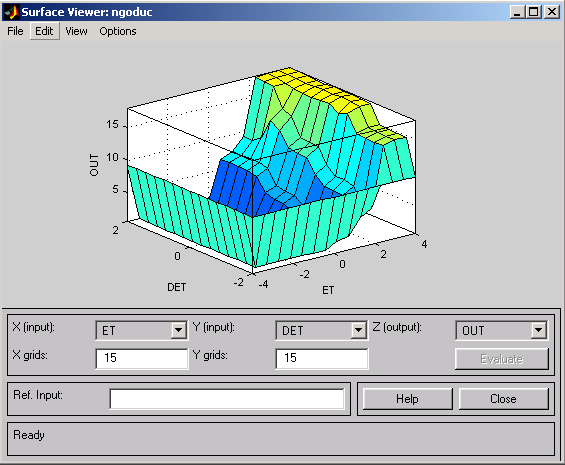 Surface Viewer: ngoduc
File Edit View Options
15
10
5
OUT
2
0
-2
DET
-4
-2
0
2
4
ET
X (input): ET Y (input): DET Z (output): OUT
X grids: 15 Y grids: 15 Evaluate
Ref. Input: Help Close
Ready